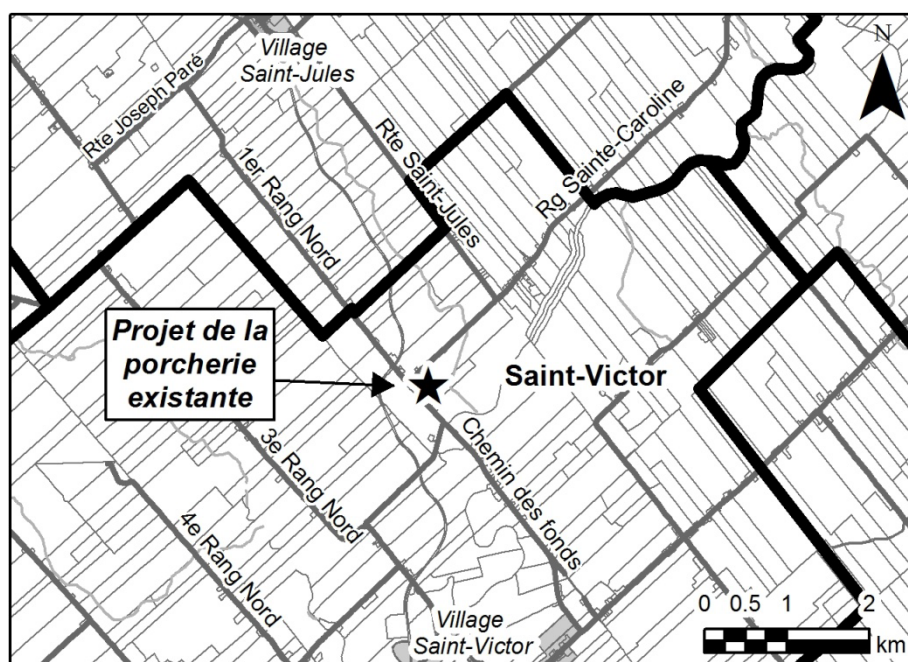 Village
Saint-Jules
N
Rte Joseph Paré
1er Rang Nord
Rte Saint-Jules
Rg Sainte-Caroline
Projet de la
porcherie
existante
Saint-Victor
3e Rang Nord
4e Rang Nord
Chemin des fonds
Village
Saint-Victor
0 0.5 1 2
km